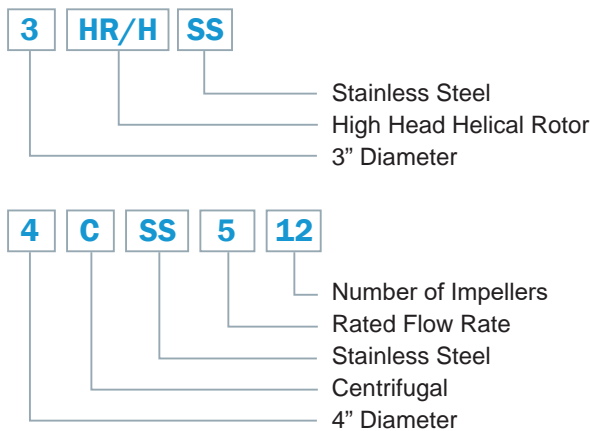 3 HR/H SS
Stainless Steel
High Head Helical Rotor
3” Diameter
4 C SS 5 12
Number of Impellers
Rated Flow Rate
Stainless Steel
Centrifugal
4” Diameter